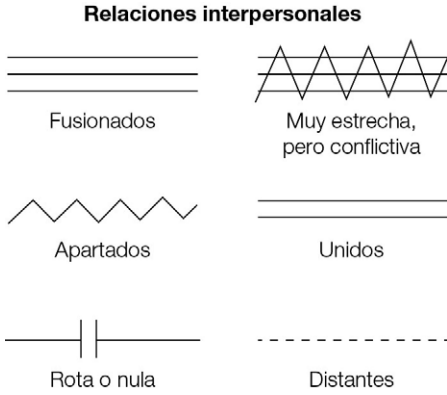 Relaciones interpersonales
Fusionados
Muy estrecha,
pero conflictiva
Apartados
Unidos
Rota o nula
Distantes